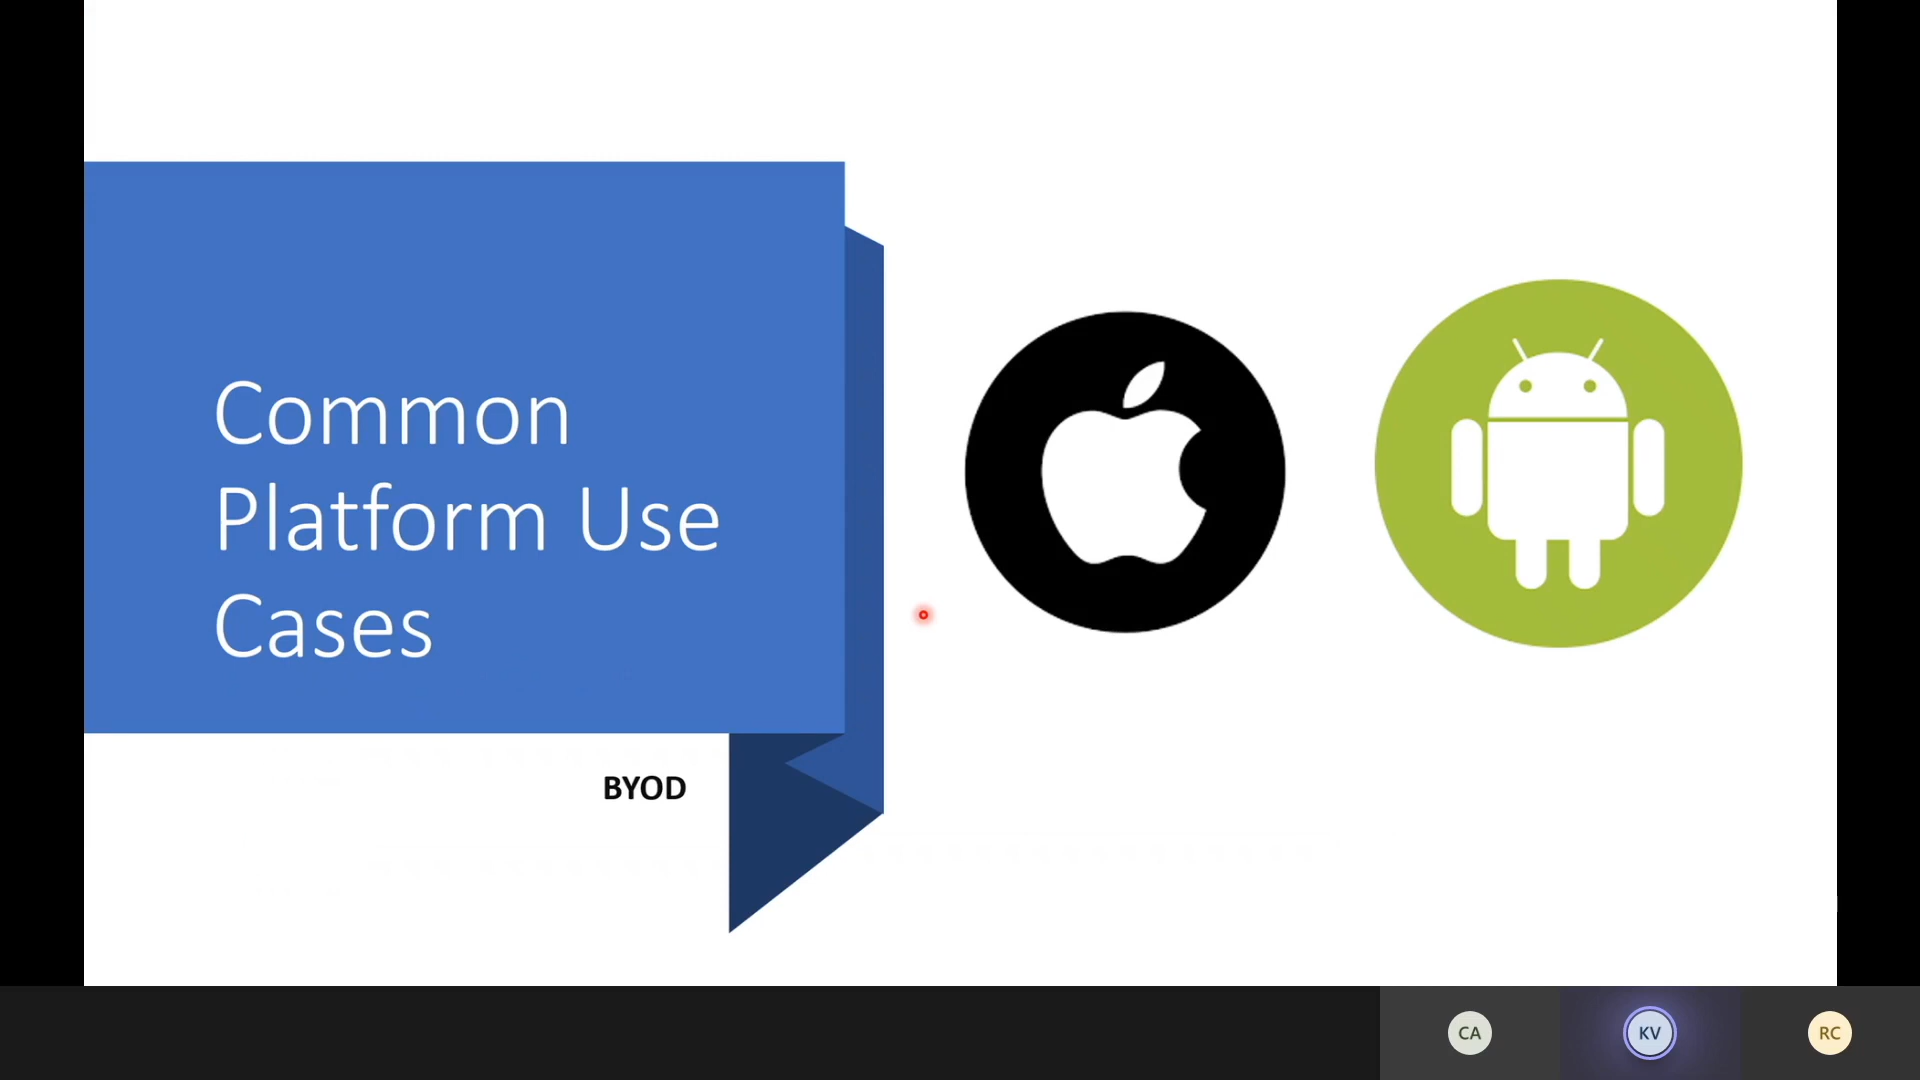 Common
Platform Use
Cases
BYOD
CA
KV
RC